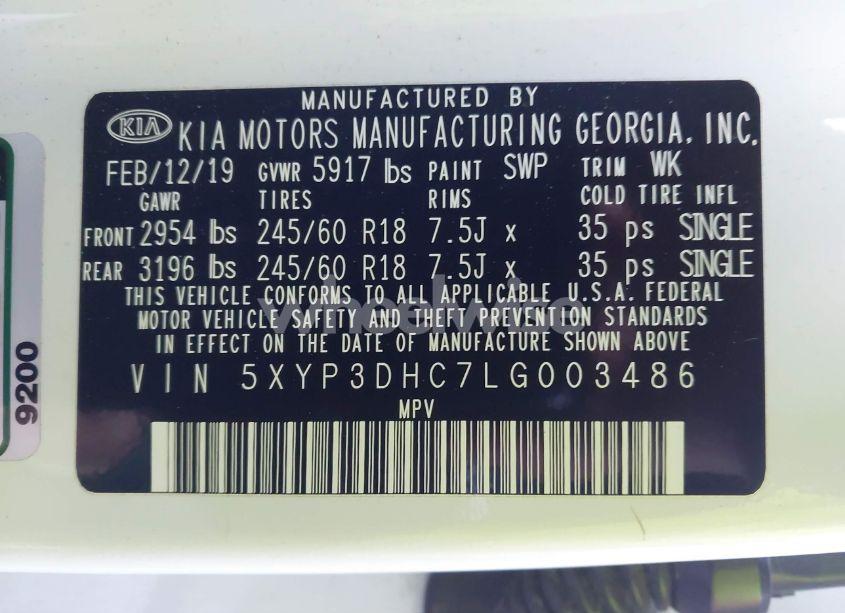 MANUFACTURED BY
KIA KIA MOTORS MANUFACTURING GEORGIA, INC.
FEB/12/19 GVWR 5917 lbs PAINT SWP TRIM WK
GAWR TIRES RIMS COLD TIRE INFL
FRONT 2954 lbs 245/60 R18 7.5J x 35 ps SINGLE
REAR 3196 lbs 245/60 R18 7.5J x 35 ps SINGLE
THIS VEHICLE CONFORMS TO ALL APPLICABLE U.S.A. FEDERAL
MOTOR VEHICLE SAFETY AND THEFT PREVENTION STANDARDS
IN EFFECT ON THE DATE OF MANUFACTURE SHOWN ABOVE
VIN 5XYP3DHC7LG003486
MPV
9200